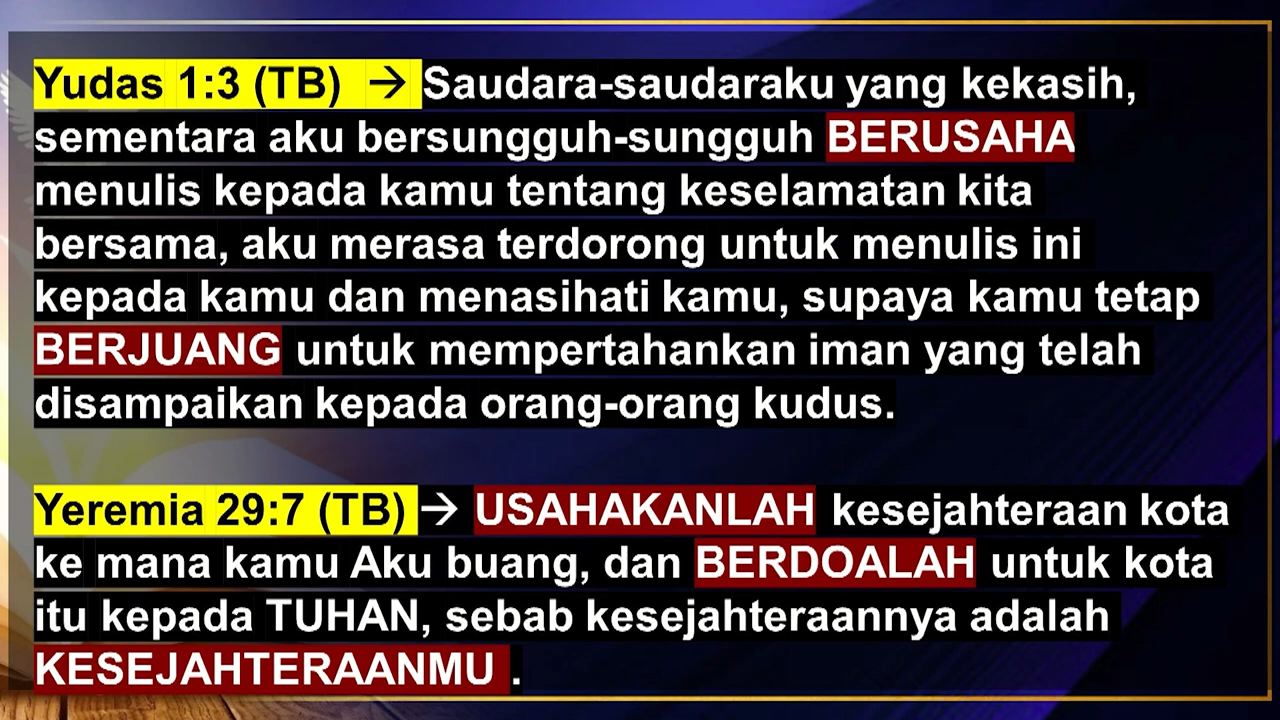 Yudas 1:3 (TB) → Saudara-saudaraku yang kekasih,
sementara aku bersungguh-sungguh BERUSAHA
menulis kepada kamu tentang keselamatan kita
bersama, aku merasa terdorong untuk menulis ini
kepada kamu dan menasihati kamu, supaya kamu tetap
BERJUANG untuk mempertahankan iman yang telah
disampaikan kepada orang-orang kudus.
Yeremia 29:7 (TB) → USAHAKANLAH kesejahteraan kota
ke mana kamu Aku buang, dan BERDOALAH untuk kota
itu kepada TUHAN, sebab kesejahteraannya adalah
KESEJAHTERAANMU .